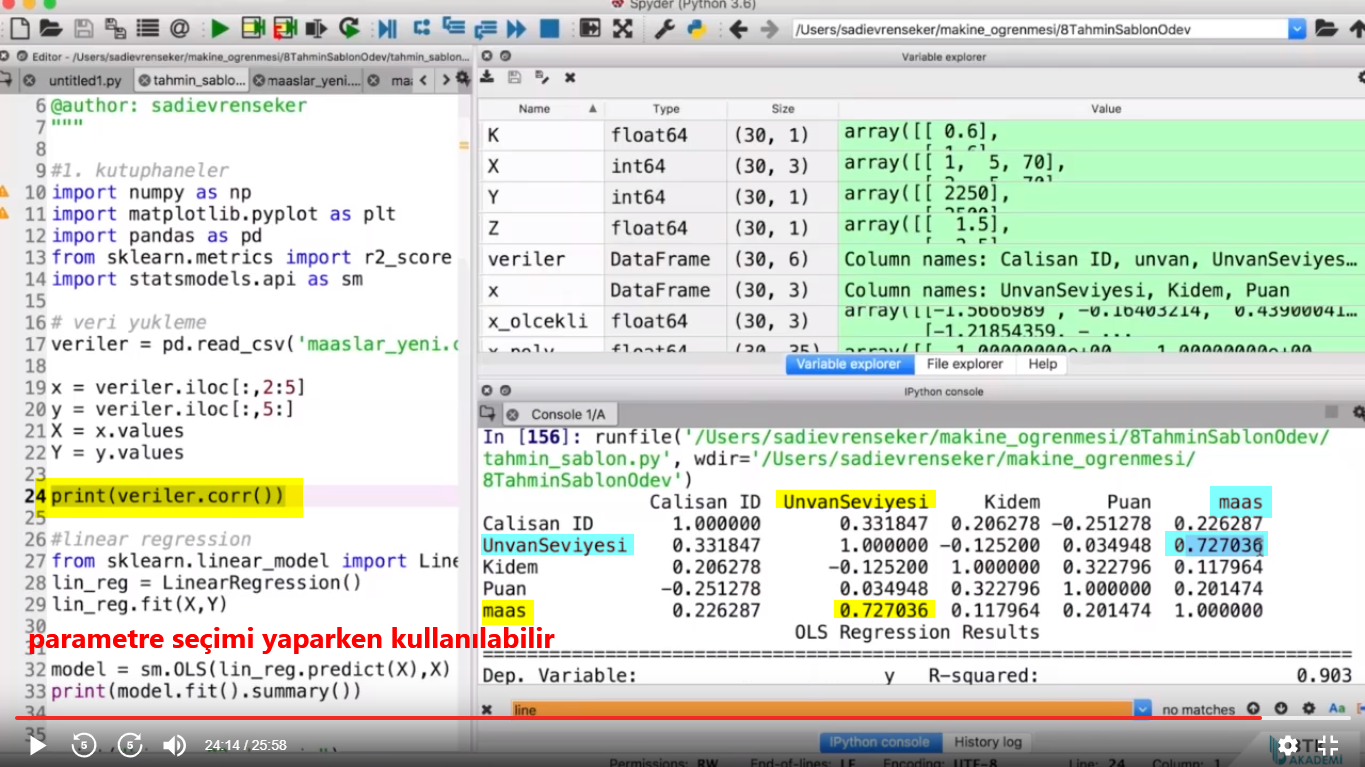 Spyder (Python 3.6)
/Users/sadievrenseker/makine_ogrenmesi/8TahminSablonOdev
Editor - /Users/sadievrenseker/makine_ogrenmesi/8TahminSablonOdev/tahmin_sablon...
untitled1.py
tahmin_sablo...
maaslar_yeni....
6 @author: sadievrenseker
7 """
8
9 #1. kutuphaneler
10 import numpy as np
11 import matplotlib.pyplot as plt
12 import pandas as pd
13 from sklearn.metrics import r2_score
14 import statsmodels.api as sm
15
16 # veri yukleme
17 veriler = pd.read_csv('maaslar_yeni.c
18
19 x = veriler.iloc[:,2:5]
20 y = veriler.iloc[:,5:]
21 X = x.values
22 Y = y.values
23
24 print(veriler.corr())
25
26 #linear regression
27 from sklearn.linear_model import Line
28 lin_reg = LinearRegression()
29 lin_reg.fit(X,Y)
30
parametre seçimi yaparken kullanılabilir
32 model = sm.OLS(lin_reg.predict(X),X)
33 print(model.fit().summary())
34
35
Variable explorer
Name Type Size Value
K float64 (30, 1) array([[ 0.6],
X int64 (30, 3) array([[ 1, 5, 70],
Y int64 (30, 1) array([[ 2250],
Z float64 (30, 1) array([[ 1.5],
veriler DataFrame (30, 6) Column names: Calisan ID, unvan, UnvanSeviyes...
x DataFrame (30, 3) Column names: UnvanSeviyesi, Kidem, Puan
x_olcekli float64 (30, 3) array([[-1.5666989 , -0.16403214, 0.43900041...
[-1.21854359, - ...
x_poly float64 (30, 35) array([[ 1.00000000e+00, 1.00000000e+00
Variable explorer File explorer Help
IPython console
Console 1/A
In [156]: runfile('/Users/sadievrenseker/makine_ogrenmesi/8TahminSablonOdev/
tahmin_sablon.py', wdir='/Users/sadievrenseker/makine_ogrenmesi/
8TahminSablonOdev')
Calisan ID UnvanSeviyesi Kidem Puan maas
Calisan ID 1.000000 0.331847 0.206278 -0.251278 0.226287
UnvanSeviyesi 0.331847 1.000000 -0.125200 0.034948 0.727036
Kidem 0.206278 -0.125200 1.000000 0.322796 0.117964
Puan -0.251278 0.034948 0.322796 1.000000 0.201474
maas 0.226287 0.727036 0.117964 0.201474 1.000000
OLS Regression Results
==============================================================================
Dep. Variable: y R-squared: 0.903
line
no matches
Aa
IPython console History log
5 5 24:14 / 25:58
BTK
AKADEMİ
Permissions: RW End-of-lines: LF Encoding: UTF-8 Line: 24 Column: 1